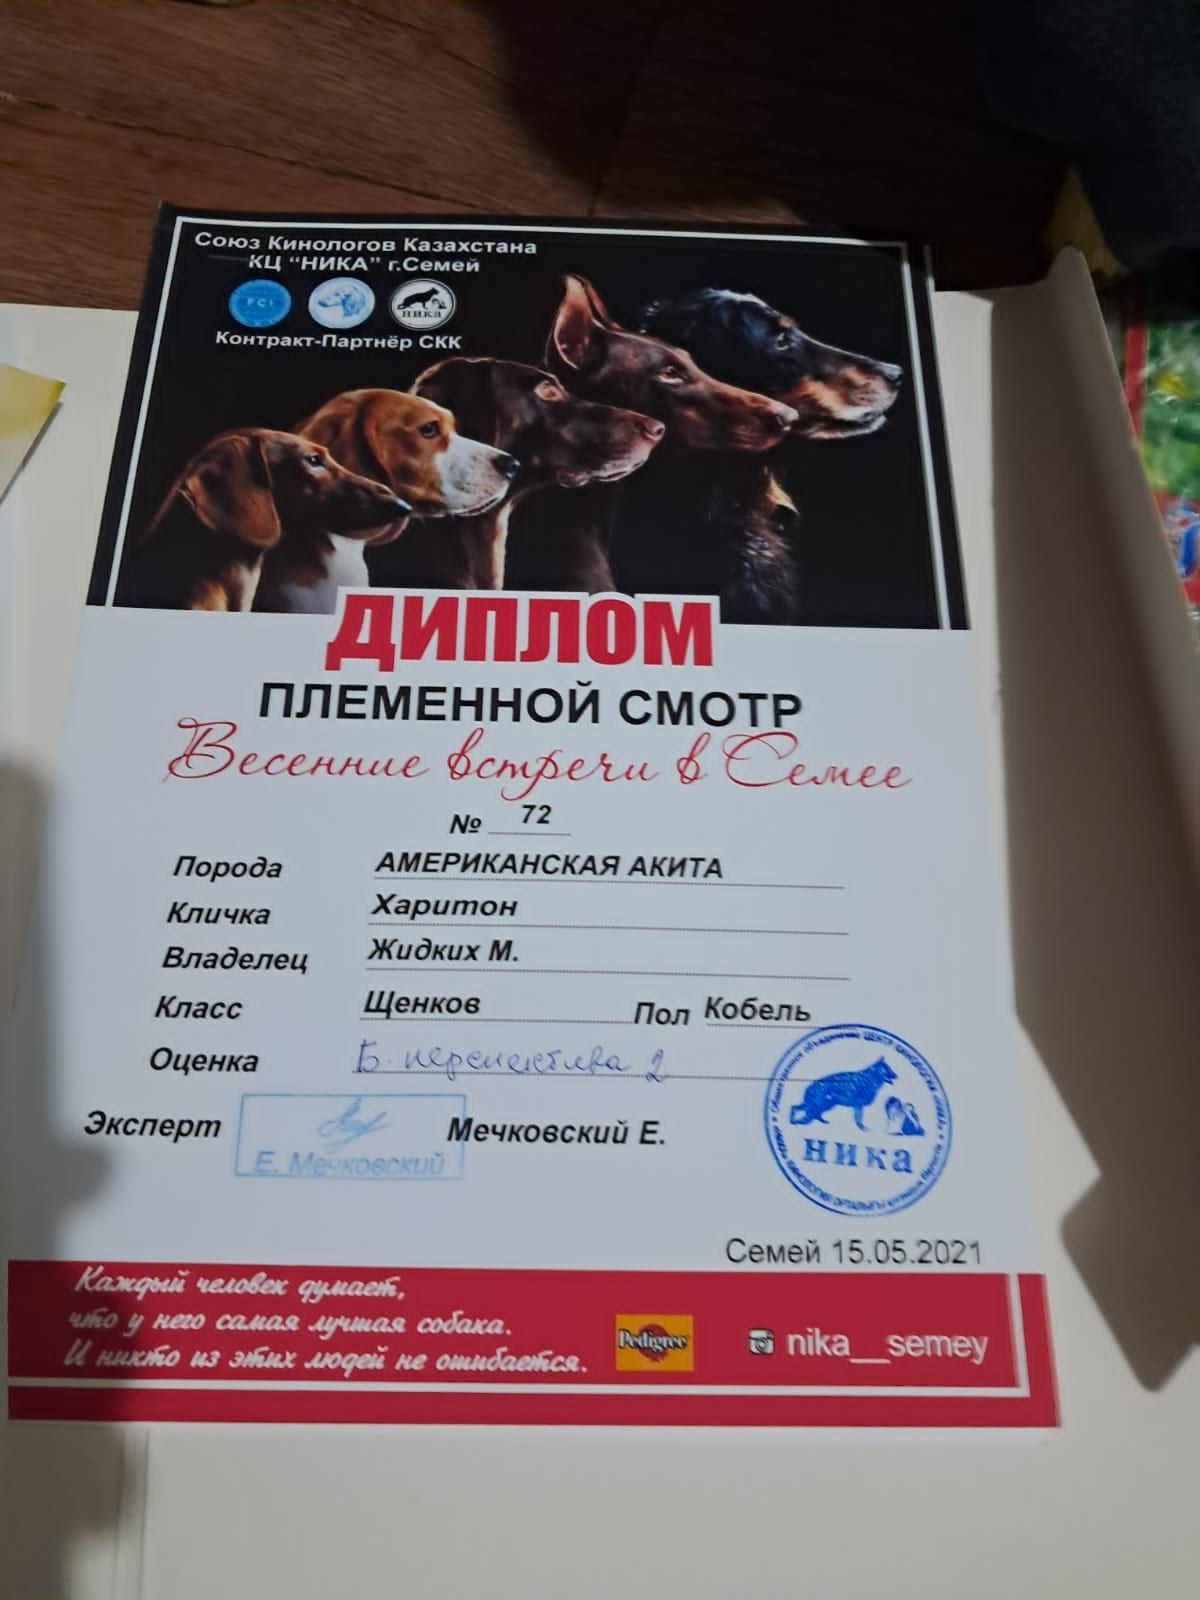 Союз Кинологов Казахстана
КЦ "НИКА" г.Семей
FCI
ника
Контракт-Партнёр СКК
ДИПЛОМ
ПЛЕМЕННОЙ СМОТР
Весенние встречи в Семее
№ 72
Порода АМЕРИКАНСКАЯ АКИТА
Кличка Харитон
Владелец Жидких М.
Класс Щенков Пол Кобель
Оценка Б. перспектива 2
Эксперт Мечковский Е.
Е. Мечковский
ника
Семей 15.05.2021
Каждый человек думает,
что у него самая лучшая собака.
И никто из этих людей не ошибается.
Pedigree
nika__semey